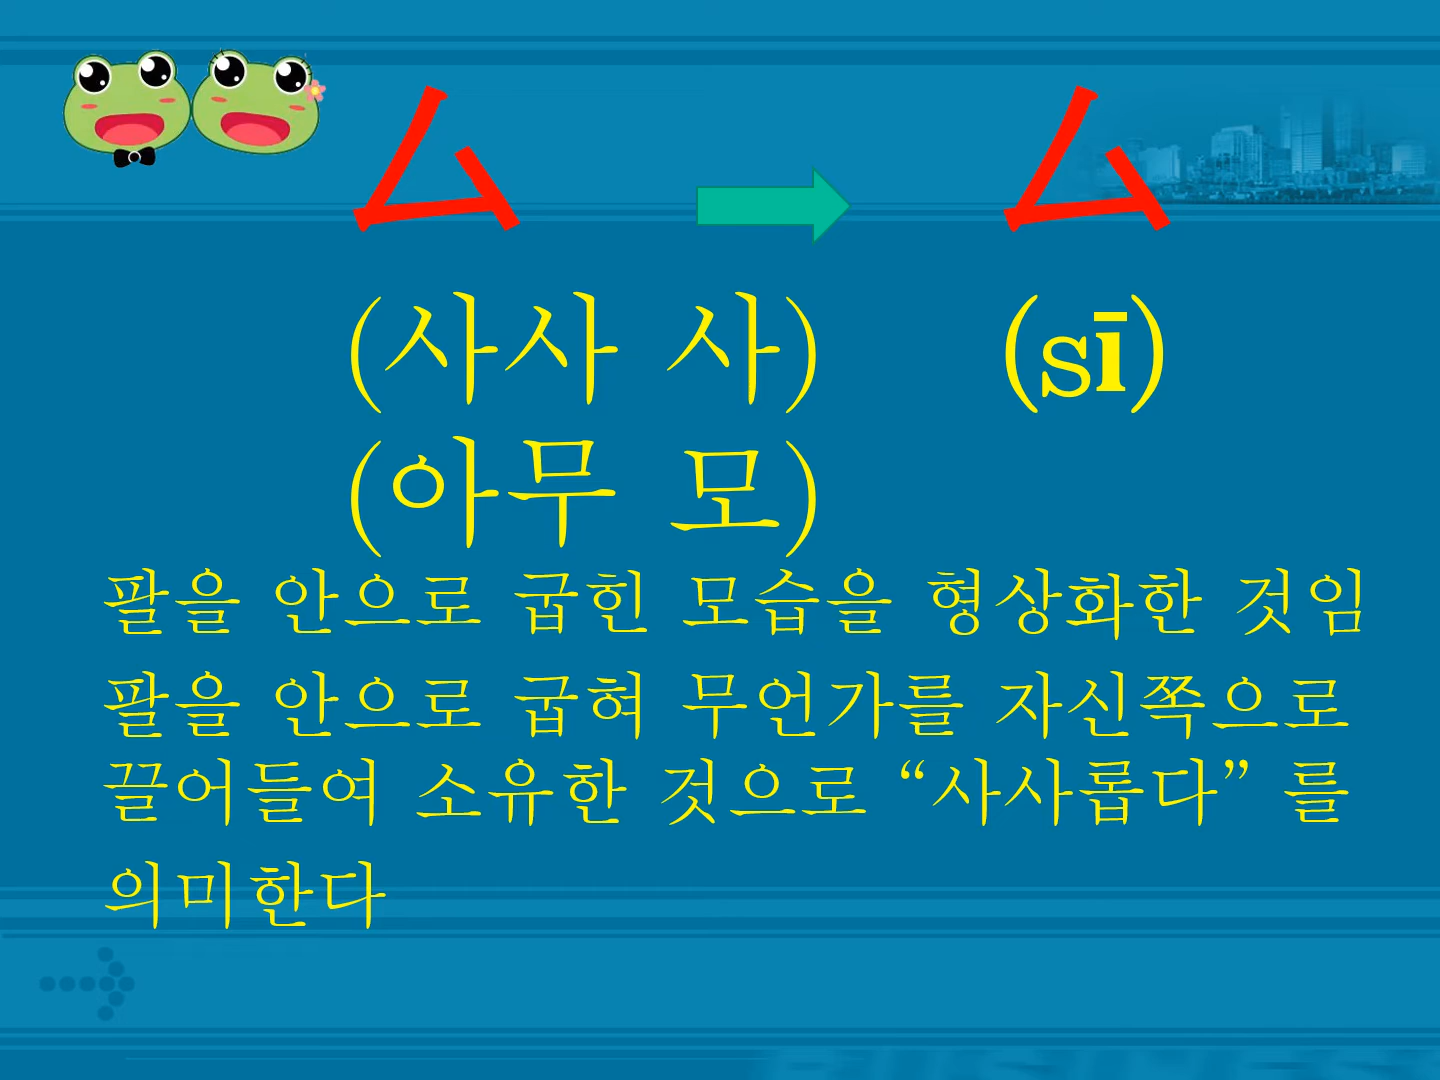 厶 厶
(사사 사) (sī)
(아무 모)
팔을 안으로 굽힌 모습을 형상화한 것임
팔을 안으로 굽혀 무언가를 자신쪽으로
끌어들여 소유한 것으로 “사사롭다” 를
의미한다